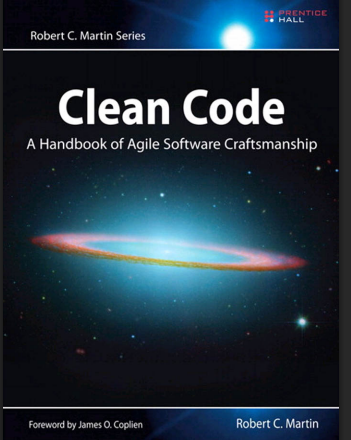 PRENTICE
HALL
Robert C. Martin Series
Clean Code
A Handbook of Agile Software Craftsmanship
Foreword by James O. Coplien
Robert C. Martin